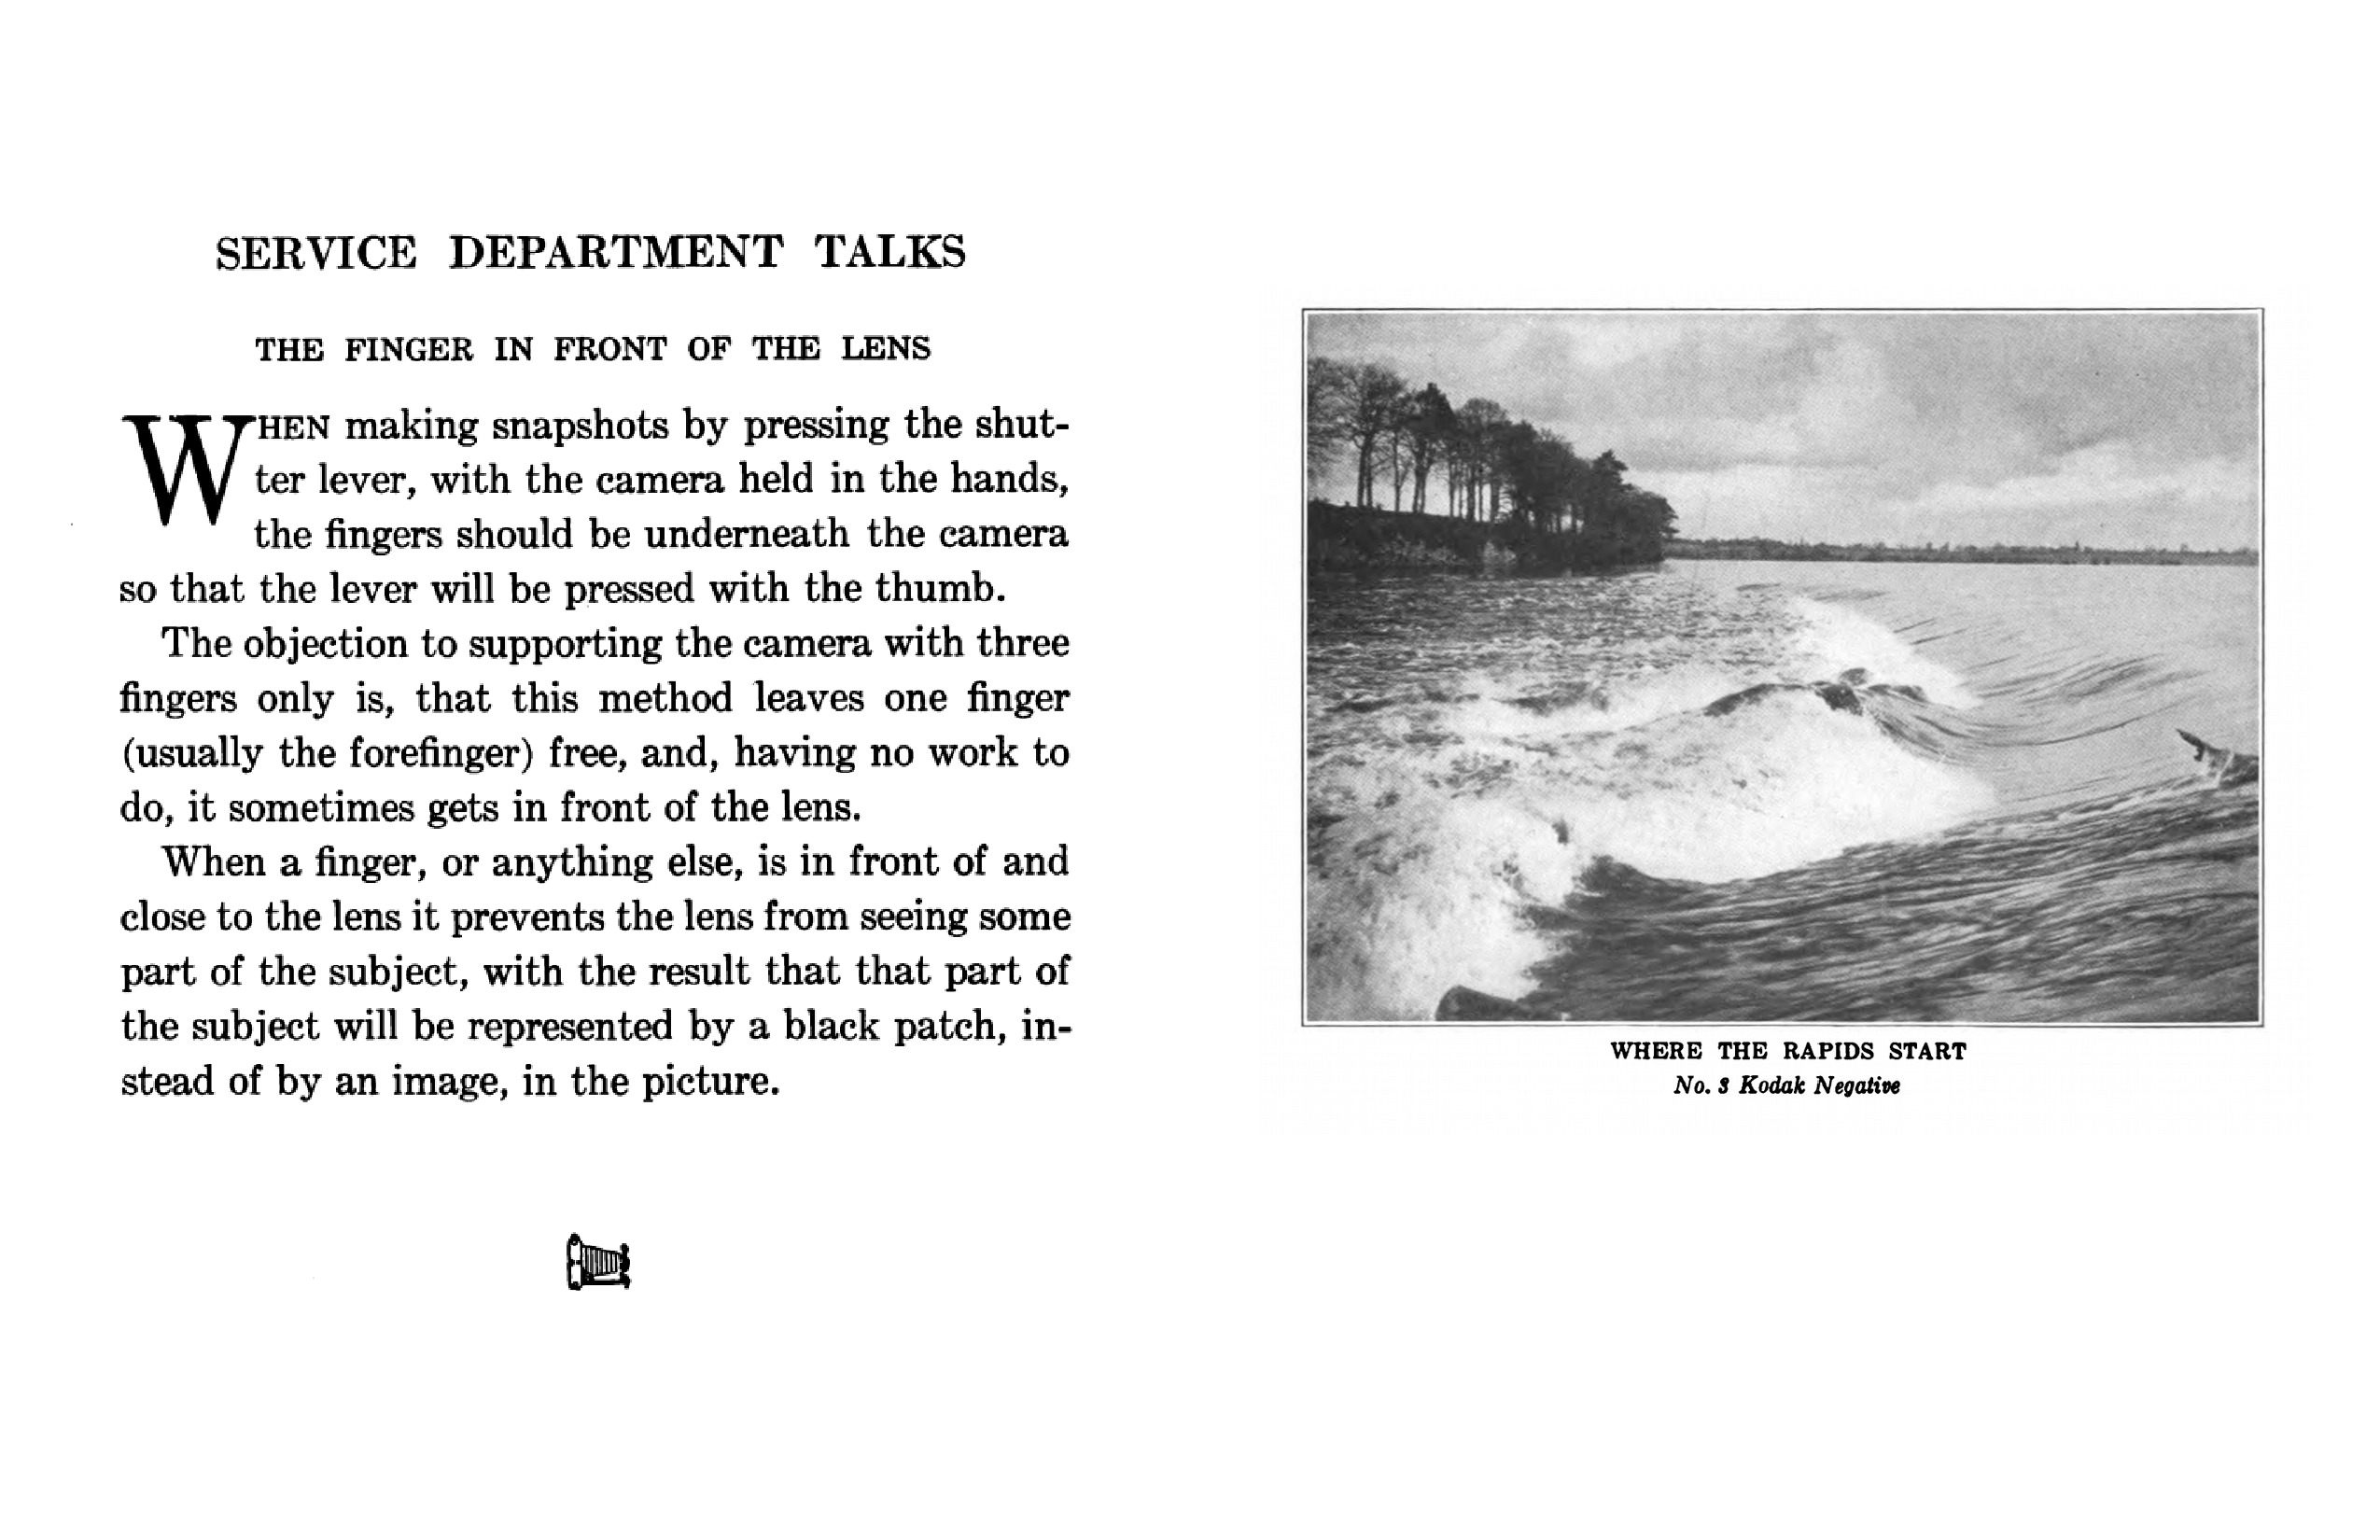 SERVICE DEPARTMENT TALKS
THE FINGER IN FRONT OF THE LENS
WHEN making snapshots by pressing the shut-
ter lever, with the camera held in the hands,
the fingers should be underneath the camera
so that the lever will be pressed with the thumb.
The objection to supporting the camera with three
fingers only is, that this method leaves one finger
(usually the forefinger) free, and, having no work to
do, it sometimes gets in front of the lens.
When a finger, or anything else, is in front of and
close to the lens it prevents the lens from seeing some
part of the subject, with the result that that part of
the subject will be represented by a black patch, in-
stead of by an image, in the picture.
WHERE THE RAPIDS START
No. 3 Kodak Negative